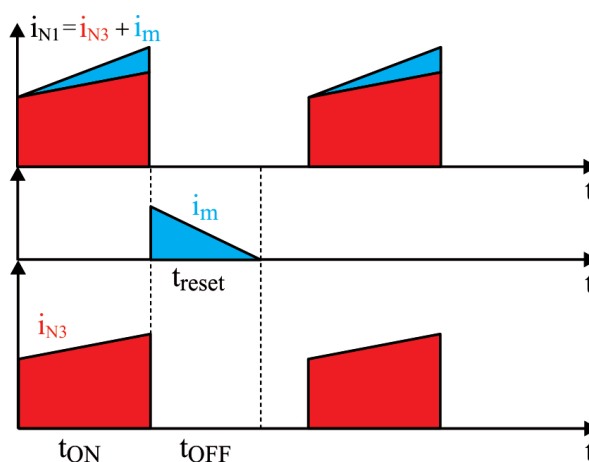 iN1=iN3+im
t
im
treset
t
iN3
t
tON
tOFF